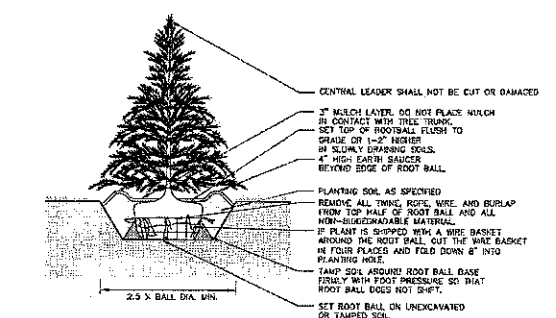 CENTRAL LEADER SHALL NOT BE CUT OR DAMAGED
3" MULCH LAYER. DO NOT PLACE MULCH
IN CONTACT WITH TREE TRUNK.
SET TOP OF ROOTBALL FLUSH TO
GRADE OR 1-2" HIGHER
IN SLOWLY DRAINING SOILS.
4" HIGH EARTH SAUCER
BEYOND EDGE OF ROOT BALL.
PLANTING SOIL AS SPECIFIED
REMOVE ALL TWINE, ROPE, WIRE, AND BURLAP
FROM TOP HALF OF ROOT BALL AND ALL
NON-BIODEGRADABLE MATERIAL.
IF PLANT IS SHIPPED WITH A WIRE BASKET
AROUND THE ROOT BALL, CUT THE WIRE BASKET
IN FOUR PLACES AND FOLD DOWN 8" INTO
PLANTING HOLE.
TAMP SOIL AROUND ROOT BALL BASE
FIRMLY WITH FOOT PRESSURE SO THAT
ROOT BALL DOES NOT SHIFT.
SET ROOT BALL ON UNEXCAVATED
OR TAMPED SOIL.
2.5 X BALL DIA. MIN.